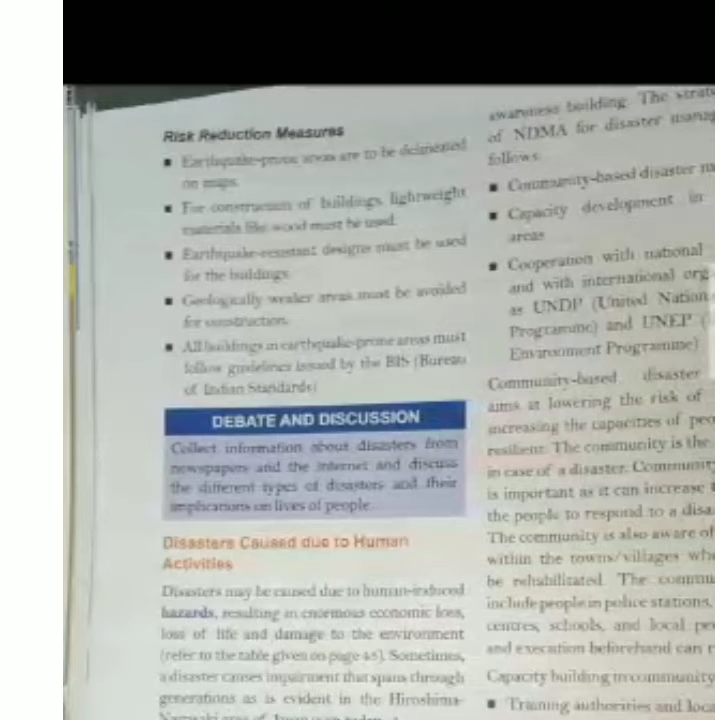 Risk Reduction Measures
▪ Earthquake-prone areas are to be delineated
on maps.
▪ For construction of buildings, lightweight
materials like wood must be used.
▪ Earthquake-resistant designs must be used
for the buildings.
▪ Geologically weaker areas must be avoided
for construction.
▪ All buildings in earthquake-prone areas must
follow guidelines issued by the BIS (Bureau
of Indian Standards)
DEBATE AND DISCUSSION
Collect information about disasters from
newspapers and the internet and discuss
the different types of disasters and their
implications on lives of people.
Disasters Caused due to Human
Activities
Disasters may be caused due to human-induced
hazards, resulting in enormous economic loss,
loss of life and damage to the environment
(refer to the table given on page 45). Sometimes,
a disaster causes impairment that spans through
generations as is evident in the Hiroshima-
awareness building. The strat
of NDMA for disaster manag
follows:
▪ Community-based disaster m
▪ Capacity development in
areas
▪ Cooperation with national
and with international org
as UNDP (United Nation
Programme) and UNEP (
Environment Programme)
Community-based disaster
aims at lowering the risk of
increasing the capacities of peo
resilient. The community is the
in case of a disaster. Community
is important as it can increase t
the people to respond to a disa
The community is also aware of
within the towns/villages whe
be rehabilitated. The commu
include people in police stations,
centres, schools, and local pe
and execution beforehand can r
Capacity building in community
▪ Training authorities and loca